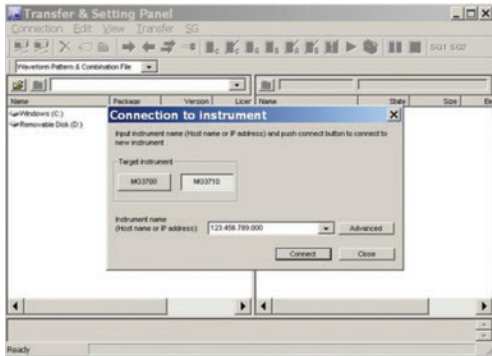 Transfer & Setting Panel
Connection Edit View Transfer SG
SG1 SG2
Waveform Pattern & Combination File
Name Package Version Licer Name State Size
Windows (C:)
Removable Disk (D:)
Connection to instrument
Input instrument name (Host name or IP address) and push connect button to connect to
new instrument
Target instrument
MG3700 MG3710
Instrument name
(Host name or IP address): 123.456.789.000 Advanced
Connect Close
Ready